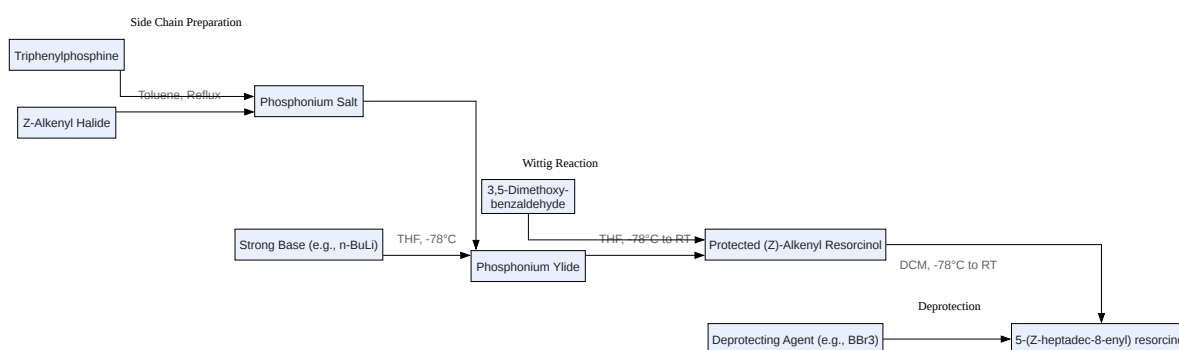 Side Chain Preparation
Triphenylphosphine
Toluene, Reflux
Phosphonium Salt
Z-Alkenyl Halide
Wittig Reaction
3,5-Dimethoxy-
benzaldehyde
Strong Base (e.g., n-BuLi)
THF, -78°C
THF, -78°C to RT
Protected (Z)-Alkenyl Resorcinol
Phosphonium Ylide
DCM, -78°C to RT
Deprotection
Deprotecting Agent (e.g., BBr3)
5-(Z-heptadec-8-enyl)